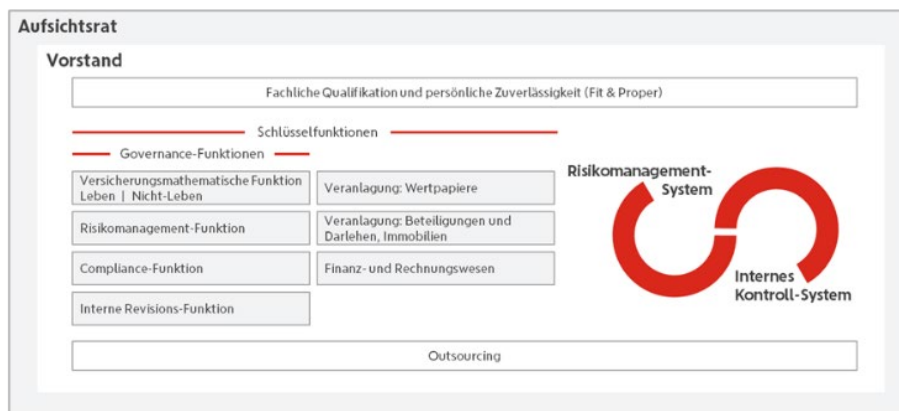 Aufsichtsrat
Vorstand
Fachliche Qualifikation und persönliche Zuverlässigkeit (Fit & Proper)
Schlüsselfunktionen
Governance-Funktionen
Versicherungsmathematische Funktion
Leben | Nicht-Leben
Risikomanagement-Funktion
Compliance-Funktion
Interne Revisions-Funktion
Veranlagung: Wertpapiere
Veranlagung: Beteiligungen und
Darlehen, Immobilien
Finanz- und Rechnungswesen
Risikomanagement-
System
Internes
Kontroll-System
Outsourcing